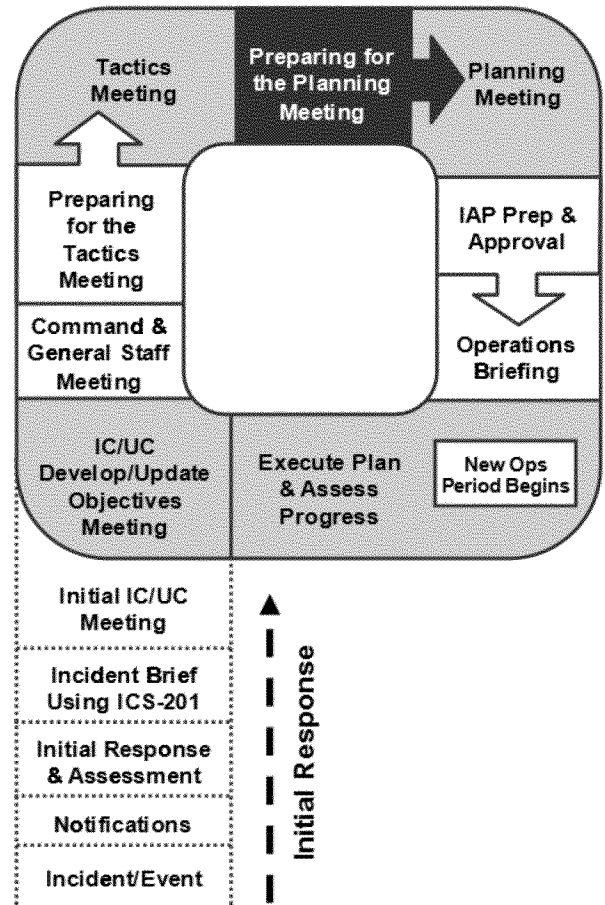 Tactics
Meeting
Preparing for
the Planning
Meeting
Planning
Meeting
Preparing
for the
Tactics
Meeting
IAP Prep &
Approval
Command &
General Staff
Meeting
Operations
Briefing
IC/UC
Develop/Update
Objectives
Meeting
Execute Plan
& Assess
Progress
New Ops
Period Begins
Initial IC/UC
Meeting
Incident Brief
Using ICS-201
Initial Response
& Assessment
Notifications
Incident/Event
Initial Response